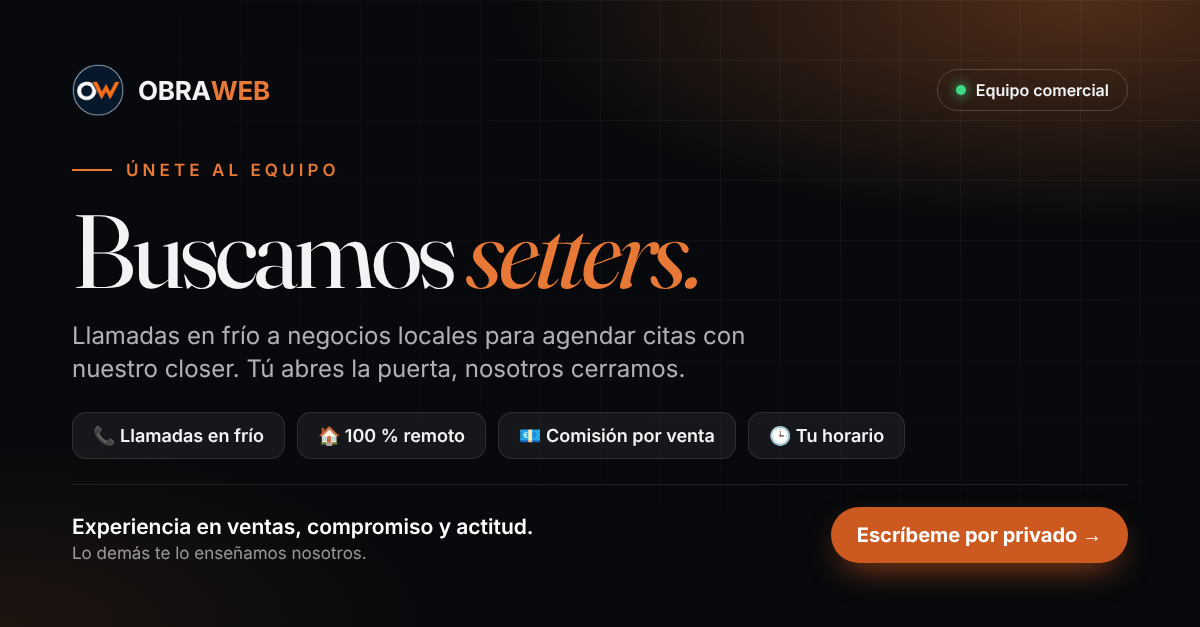 OW OBRAWEB
Equipo comercial
ÚNETE AL EQUIPO
Buscamos setters.
Llamadas en frío a negocios locales para agendar citas con
nuestro closer. Tú abres la puerta, nosotros cerramos.
📞 Llamadas en frío
🏠 100 % remoto
💶 Comisión por venta
🕒 Tu horario
Experiencia en ventas, compromiso y actitud.
Lo demás te lo enseñamos nosotros.
Escríbeme por privado →